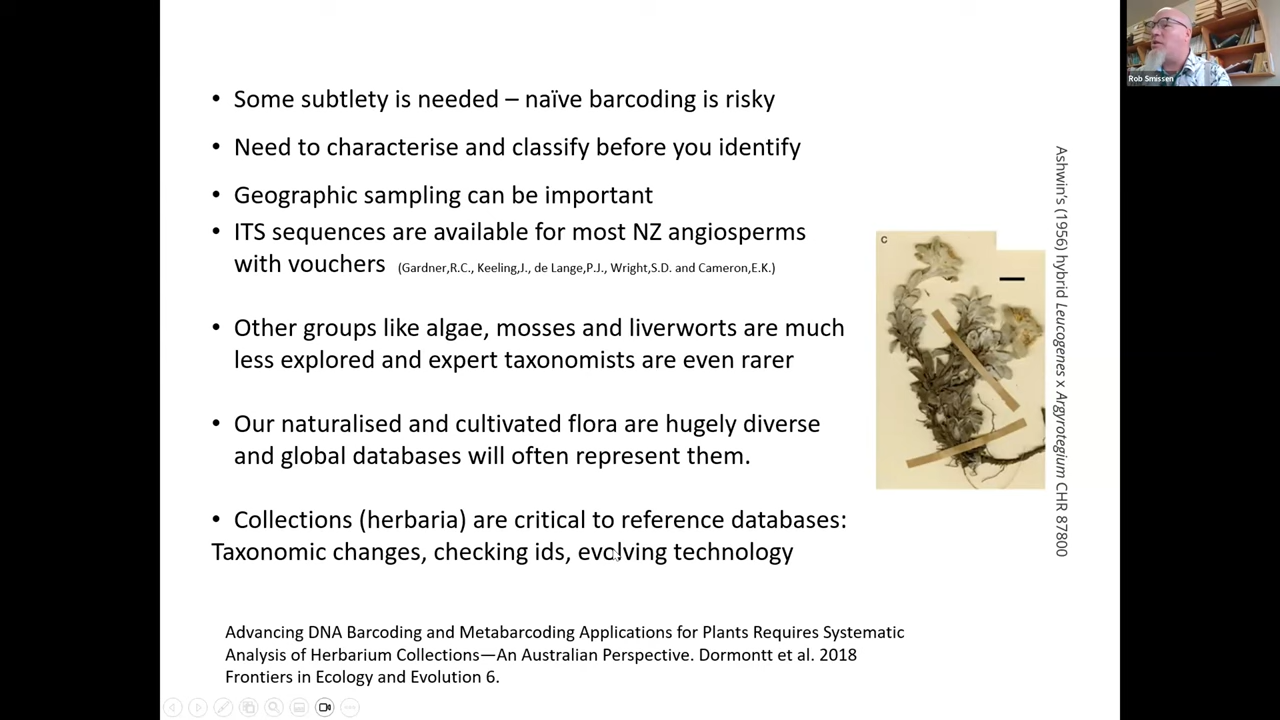 • Some subtlety is needed – naïve barcoding is risky
• Need to characterise and classify before you identify
• Geographic sampling can be important
• ITS sequences are available for most NZ angiosperms
with vouchers (Gardner,R.C., Keeling,J., de Lange,P.J., Wright,S.D. and Cameron,E.K.)
• Other groups like algae, mosses and liverworts are much
less explored and expert taxonomists are even rarer
• Our naturalised and cultivated flora are hugely diverse
and global databases will often represent them.
• Collections (herbaria) are critical to reference databases:
Taxonomic changes, checking ids, evolving technology
Advancing DNA Barcoding and Metabarcoding Applications for Plants Requires Systematic
Analysis of Herbarium Collections—An Australian Perspective. Dormontt et al. 2018
Frontiers in Ecology and Evolution 6.
c
Ashwin's (1956) hybrid Leucogenes x Argyrotegium CHR 87800
Rob Smissen